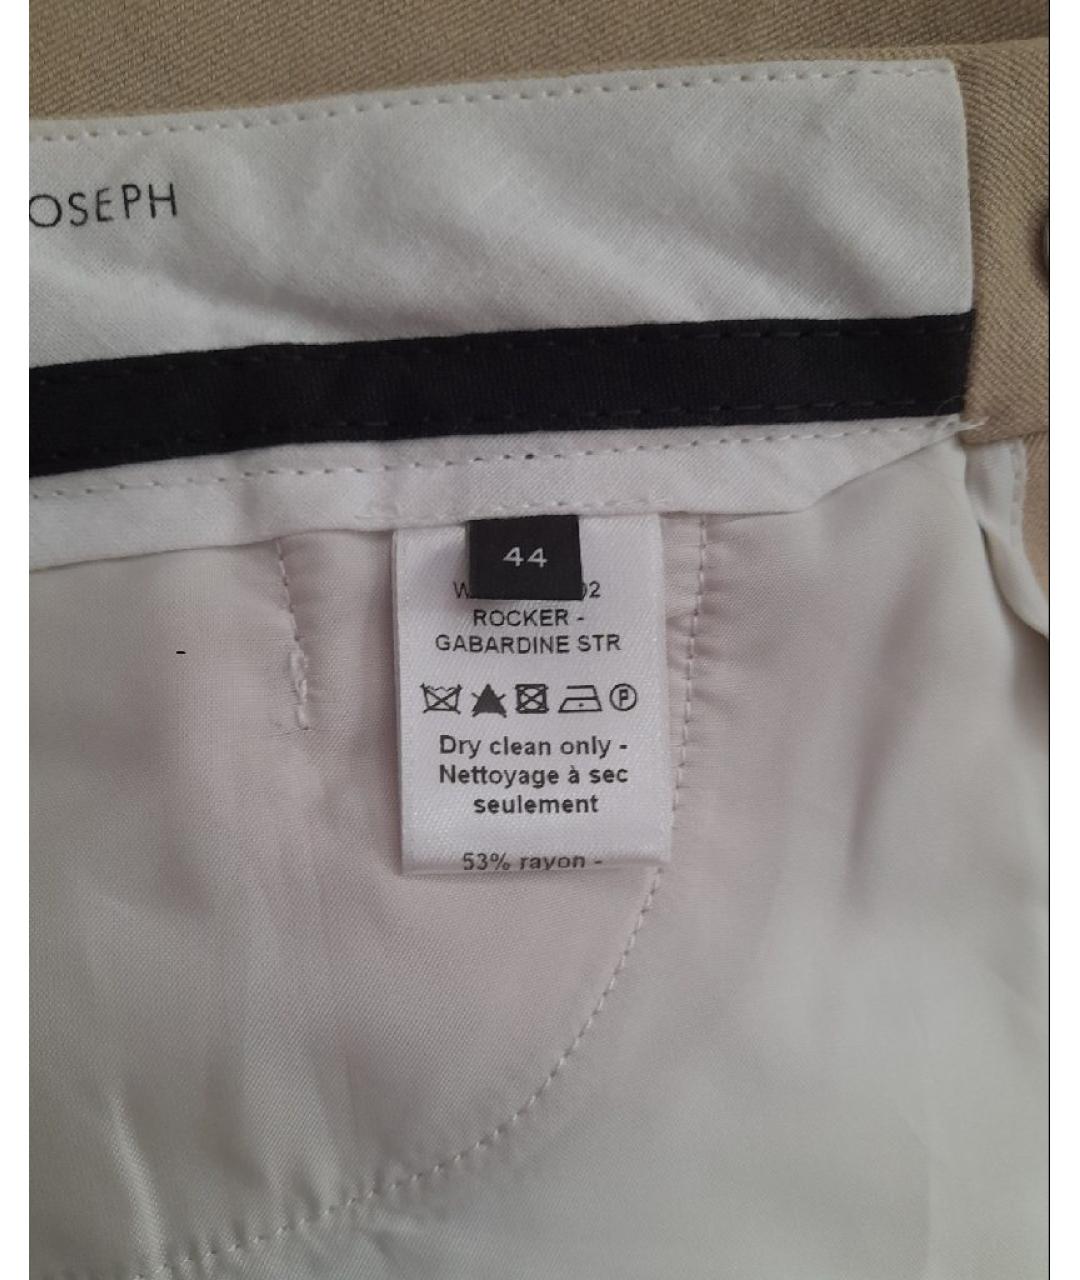 OSEPH
44
ROCKER -
GABARDINE STR
Dry clean only -
Nettoyage à sec
seulement
53% rayon -